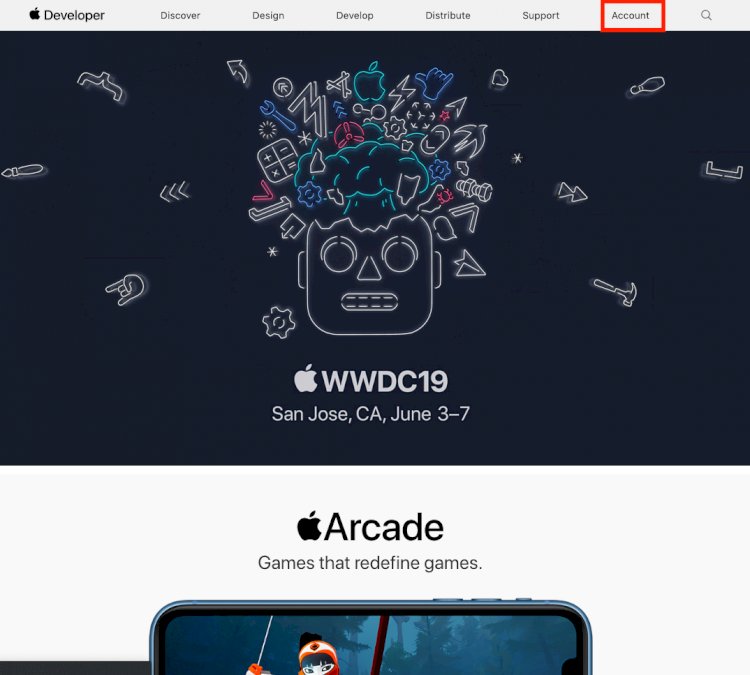 Developer
Discover
Design
Develop
Distribute
Support
Account
WWDC19
San Jose, CA, June 3–7
Arcade
Games that redefine games.